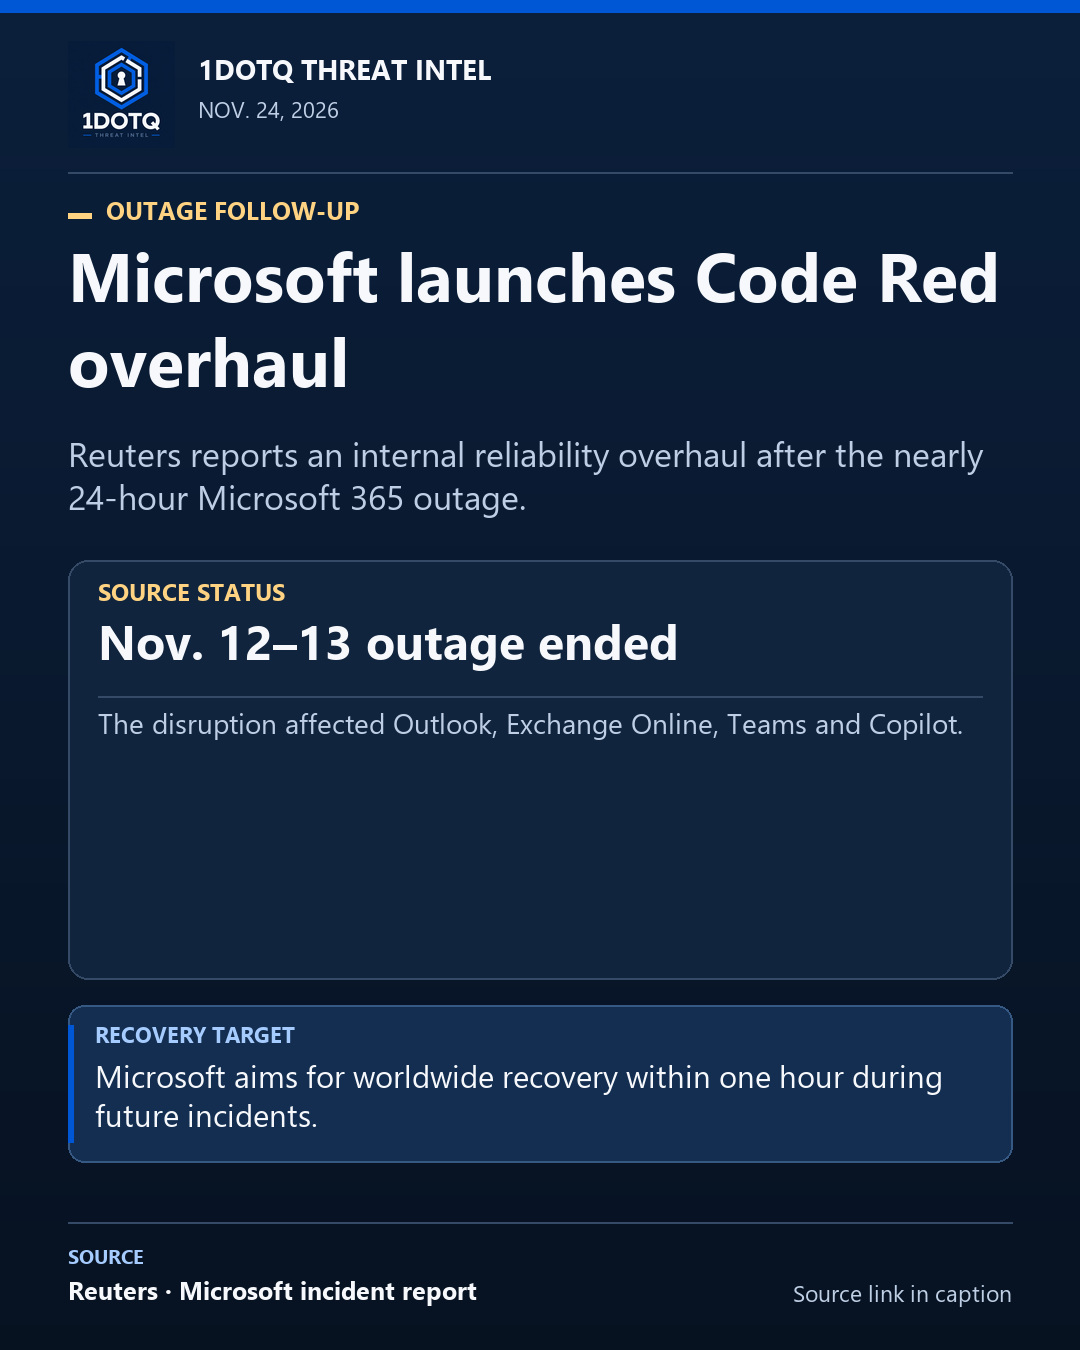 1DOTQ
THREAT INTEL
1DOTQ THREAT INTEL
NOV. 24, 2026
OUTAGE FOLLOW-UP
Microsoft launches Code Red
overhaul
Reuters reports an internal reliability overhaul after the nearly
24-hour Microsoft 365 outage.
SOURCE STATUS
Nov. 12–13 outage ended
The disruption affected Outlook, Exchange Online, Teams and Copilot.
RECOVERY TARGET
Microsoft aims for worldwide recovery within one hour during
future incidents.
SOURCE
Reuters · Microsoft incident report
Source link in caption